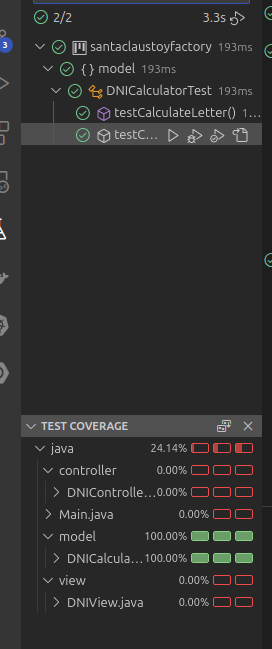 2/2 3.3s
santaclaustoyfactory 193ms
{ } model 193ms
DNICalculatorTest 193ms
testCalculateLetter() 1...
testC...
3
TEST COVERAGE
java 24.14%
controller 0.00%
DNIControlle... 0.00%
Main.java 0.00%
model 100.00%
DNICalcula... 100.00%
view 0.00%
DNIView.java 0.00%